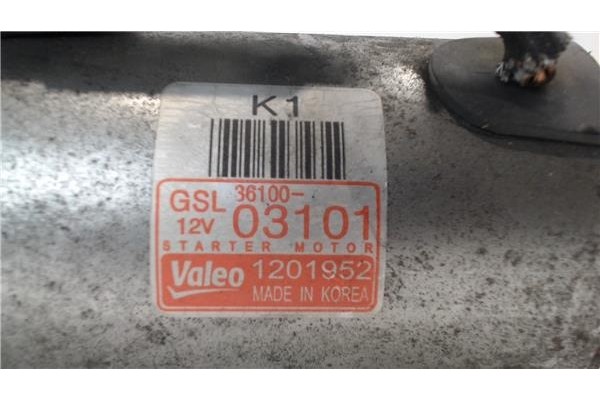 K1
GSL 36100-
12V 03101
STARTER MOTOR
Valeo 1201952
MADE IN KOREA